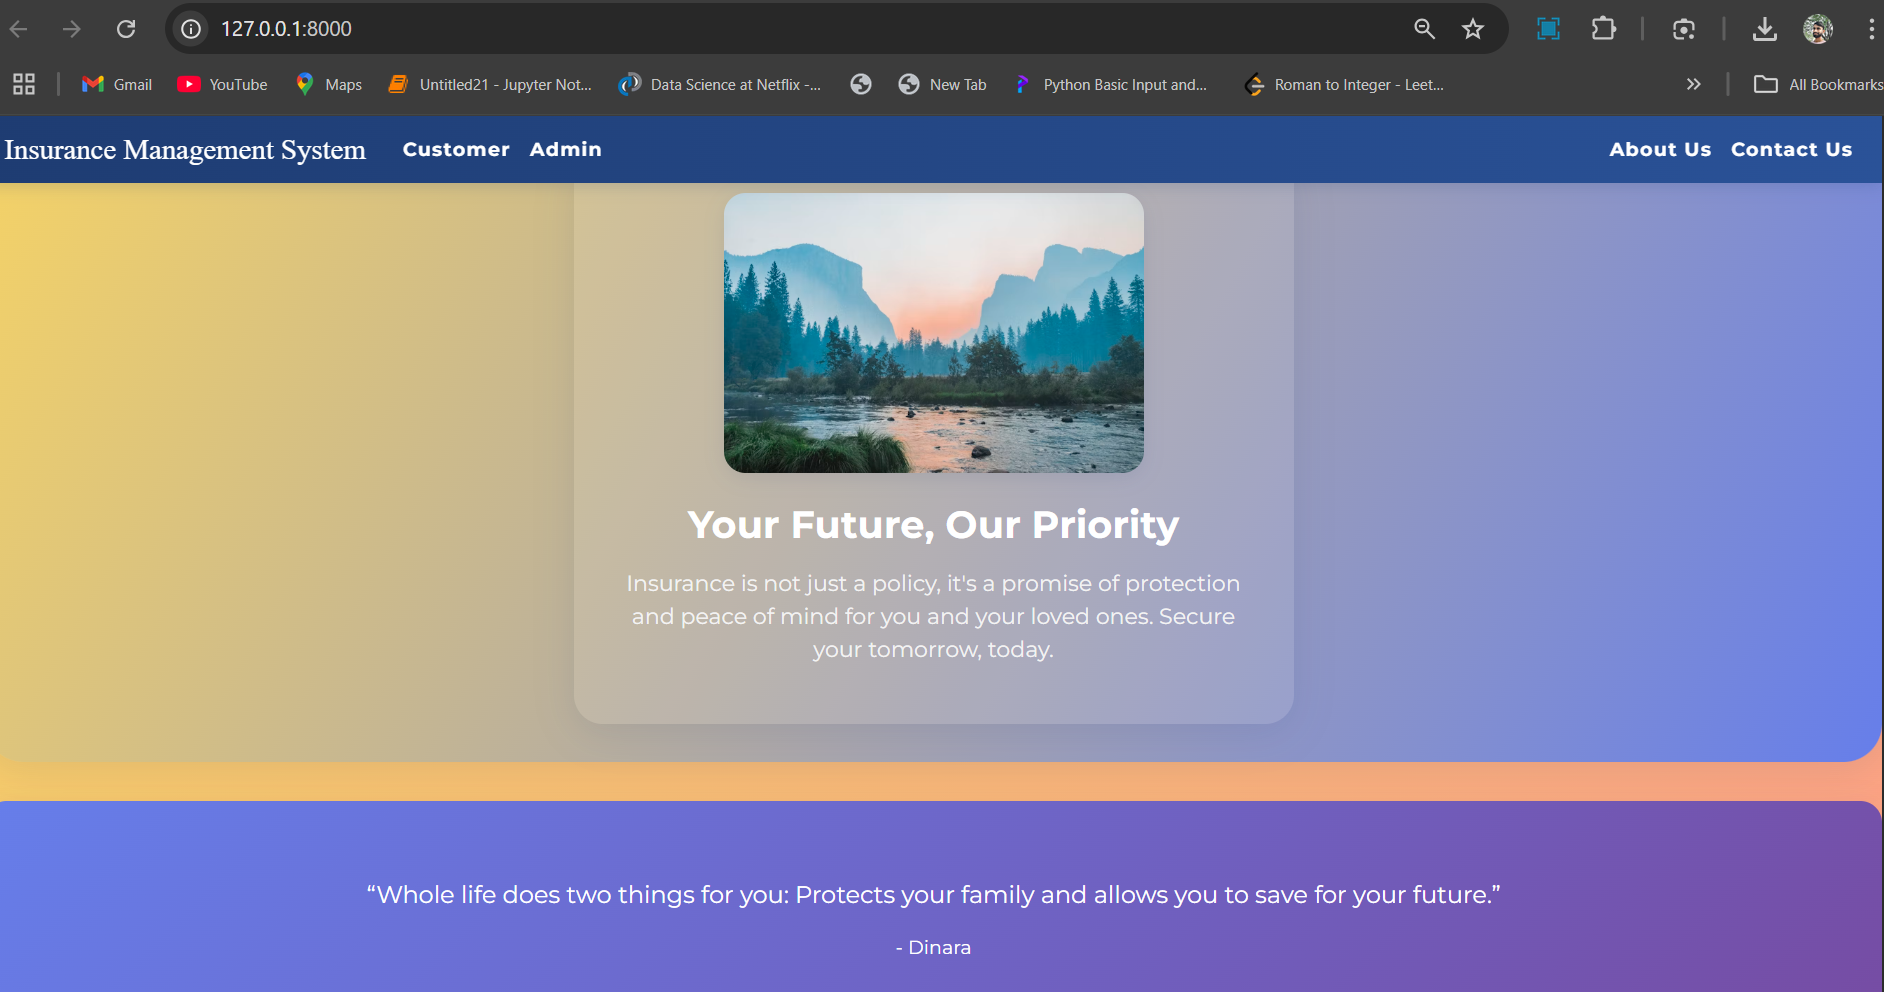 127.0.0.1:8000
Gmail YouTube Maps Untitled21 - Jupyter Not... Data Science at Netflix -... New Tab Python Basic Input and... Roman to Integer - Leet... All Bookmarks
Insurance Management System Customer Admin About Us Contact Us
Your Future, Our Priority
Insurance is not just a policy, it's a promise of protection
and peace of mind for you and your loved ones. Secure
your tomorrow, today.
“Whole life does two things for you: Protects your family and allows you to save for your future.”
- Dinara